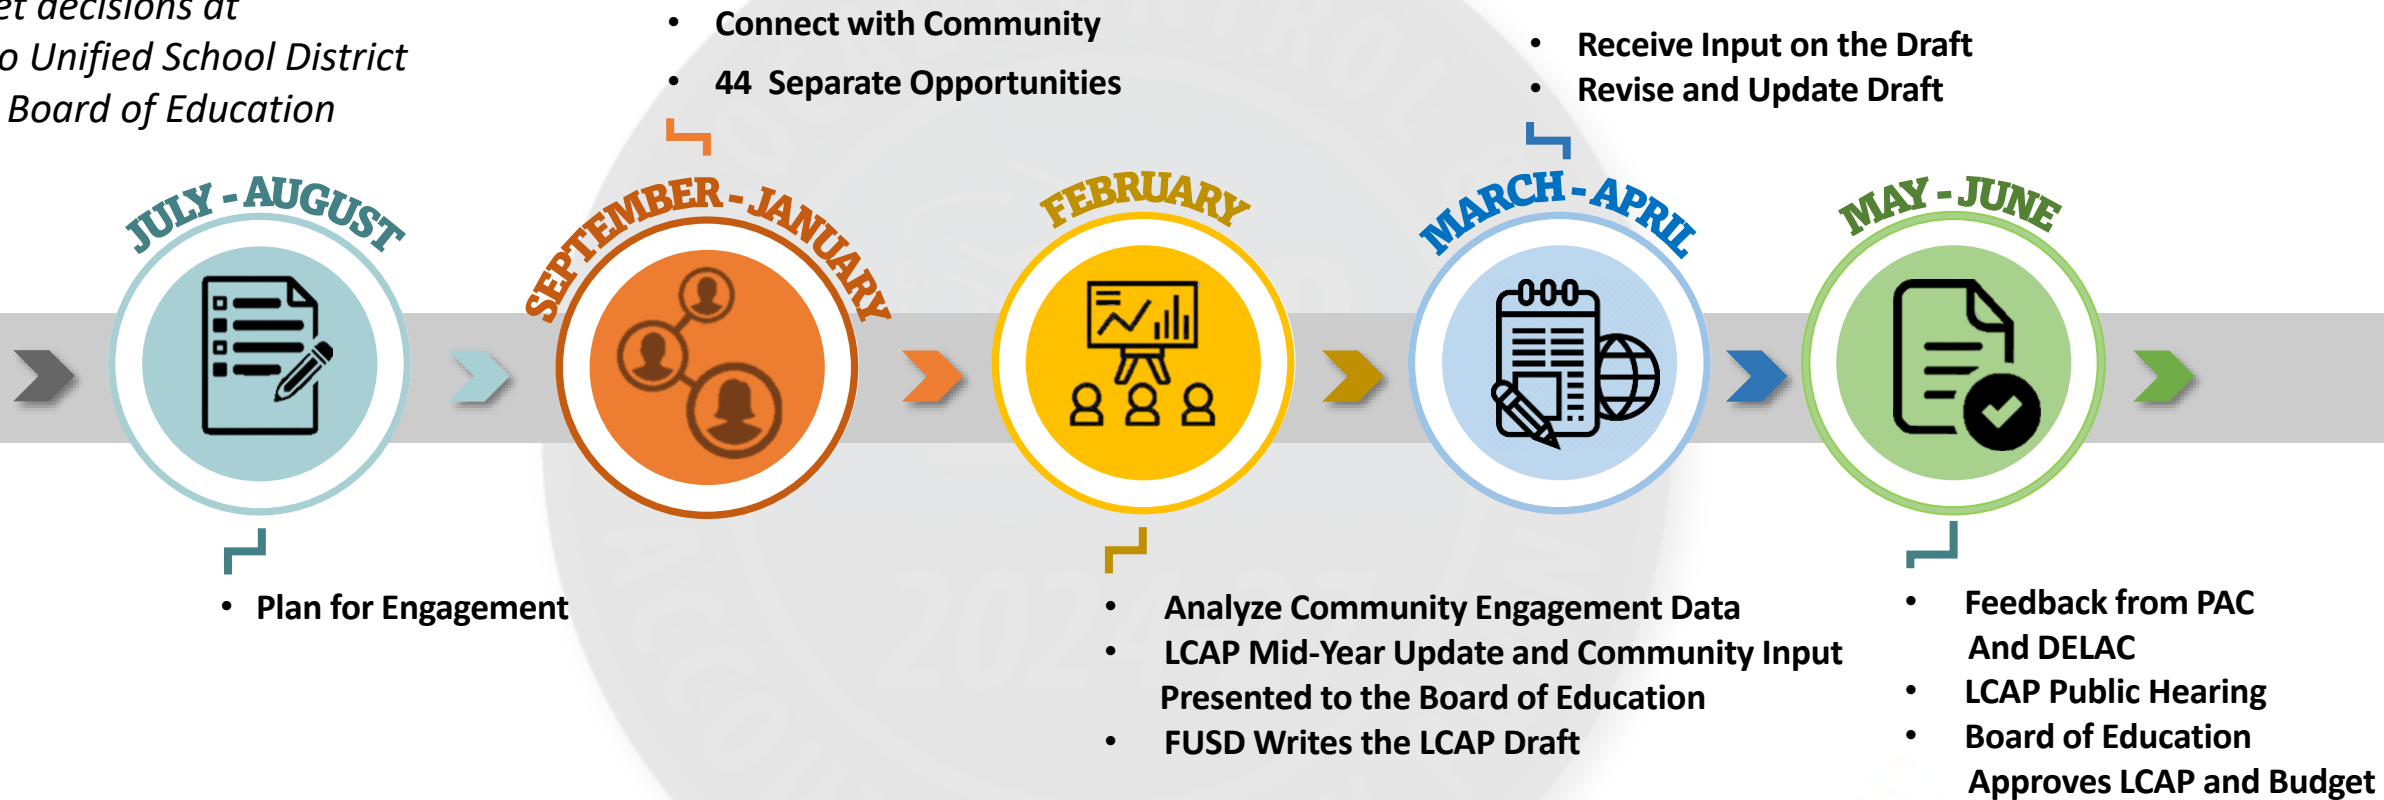 et decisions at
o Unified School District
Board of Education
• Connect with Community
• 44 Separate Opportunities
• Receive Input on the Draft
• Revise and Update Draft
JULY - AUGUST
SEPTEMBER - JANUARY
FEBRUARY
MARCH - APRIL
MAY - JUNE
• Plan for Engagement
• Analyze Community Engagement Data
• LCAP Mid-Year Update and Community Input
Presented to the Board of Education
• FUSD Writes the LCAP Draft
• Feedback from PAC
And DELAC
• LCAP Public Hearing
• Board of Education
Approves LCAP and Budget